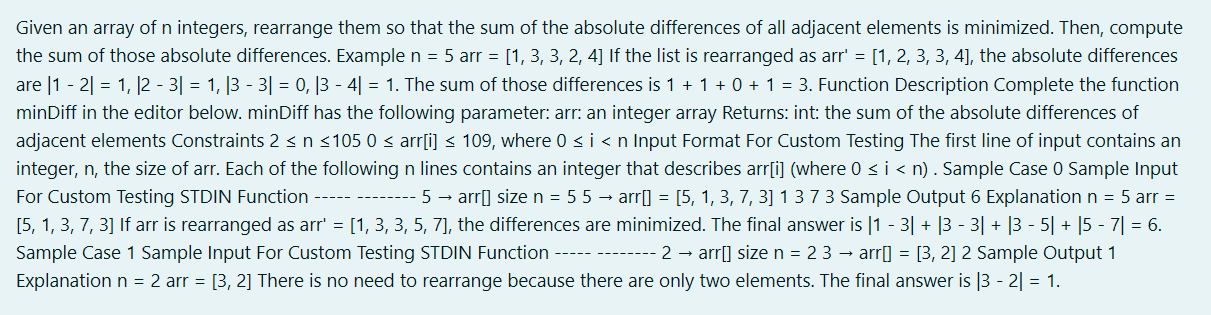 Given an array of n integers, rearrange them so that the sum of the absolute differences of all adjacent elements is minimized. Then, compute
the sum of those absolute differences. Example n = 5 arr = [1, 3, 3, 2, 4] If the list is rearranged as arr' = [1, 2, 3, 3, 4], the absolute differences
are |1 - 2| = 1, |2 - 3| = 1, |3 - 3| = 0, |3 - 4| = 1. The sum of those differences is 1 + 1 + 0 + 1 = 3. Function Description Complete the function
minDiff in the editor below. minDiff has the following parameter: arr: an integer array Returns: int: the sum of the absolute differences of
adjacent elements Constraints 2 ≤ n ≤105 0 ≤ arr[i] ≤ 109, where 0 ≤ i < n Input Format For Custom Testing The first line of input contains an
integer, n, the size of arr. Each of the following n lines contains an integer that describes arr[i] (where 0 ≤ i < n) . Sample Case 0 Sample Input
For Custom Testing STDIN Function ----- -------- 5 → arr[] size n = 5 5 → arr[] = [5, 1, 3, 7, 3] 1 3 7 3 Sample Output 6 Explanation n = 5 arr =
[5, 1, 3, 7, 3] If arr is rearranged as arr' = [1, 3, 3, 5, 7], the differences are minimized. The final answer is |1 - 3| + |3 - 3| + |3 - 5| + |5 - 7| = 6.
Sample Case 1 Sample Input For Custom Testing STDIN Function ----- -------- 2 → arr[] size n = 2 3 → arr[] = [3, 2] 2 Sample Output 1
Explanation n = 2 arr = [3, 2] There is no need to rearrange because there are only two elements. The final answer is |3 - 2| = 1.